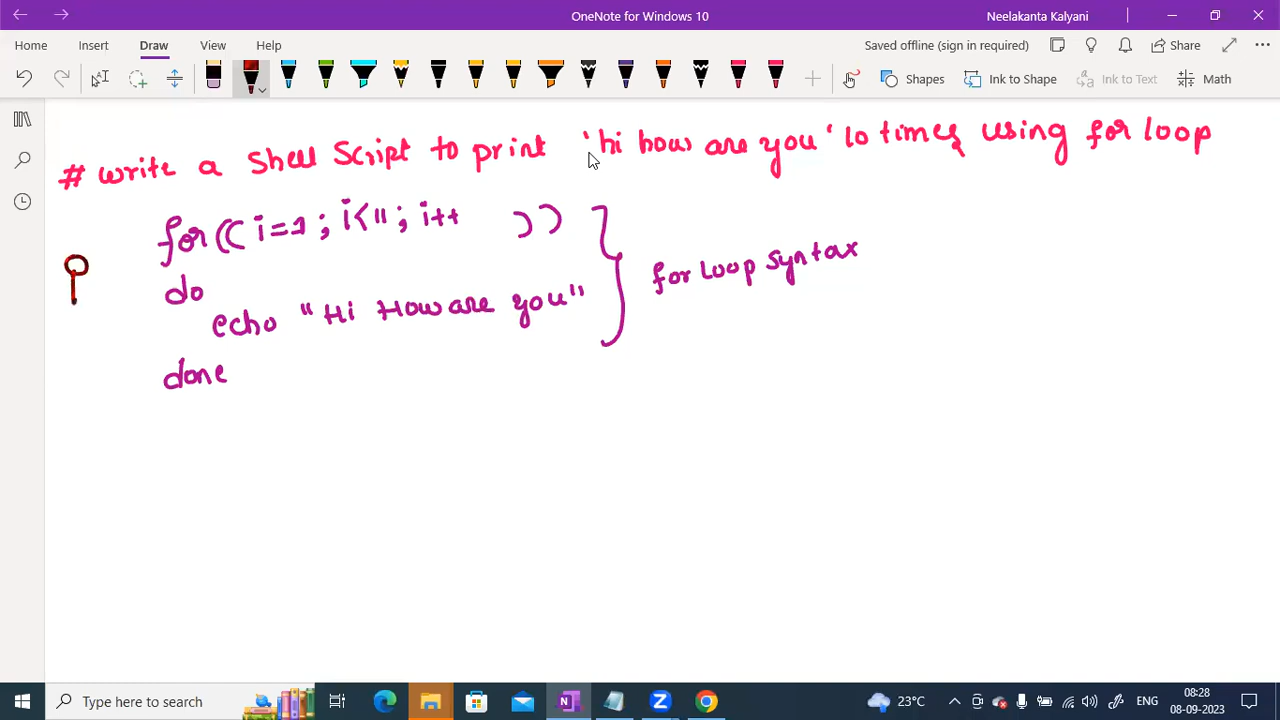 OneNote for Windows 10
Neelakanta Kalyani
Home Insert Draw View Help
Saved offline (sign in required)
Share
Shapes
Ink to Shape
Ink to Text
Math
# write a Shell Script to print 'hi how are you' 10 times using for loop
for(( i=1 ; i<11 ; i++ ))
do
for loop syntax
echo "Hi How are you"
done
Type here to search
23°C
ENG
08:28
08-09-2023